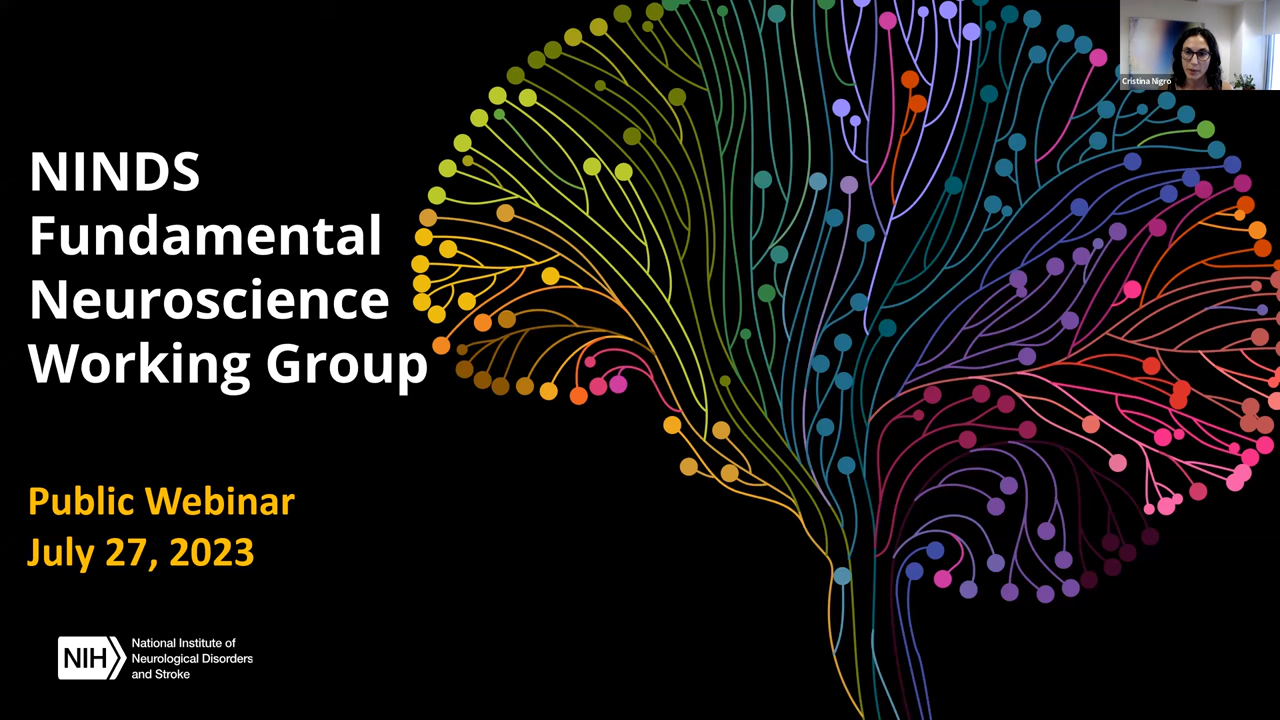 NINDS
Fundamental
Neuroscience
Working Group
Public Webinar
July 27, 2023
NIH
National Institute of
Neurological Disorders
and Stroke
Cristina Nigro